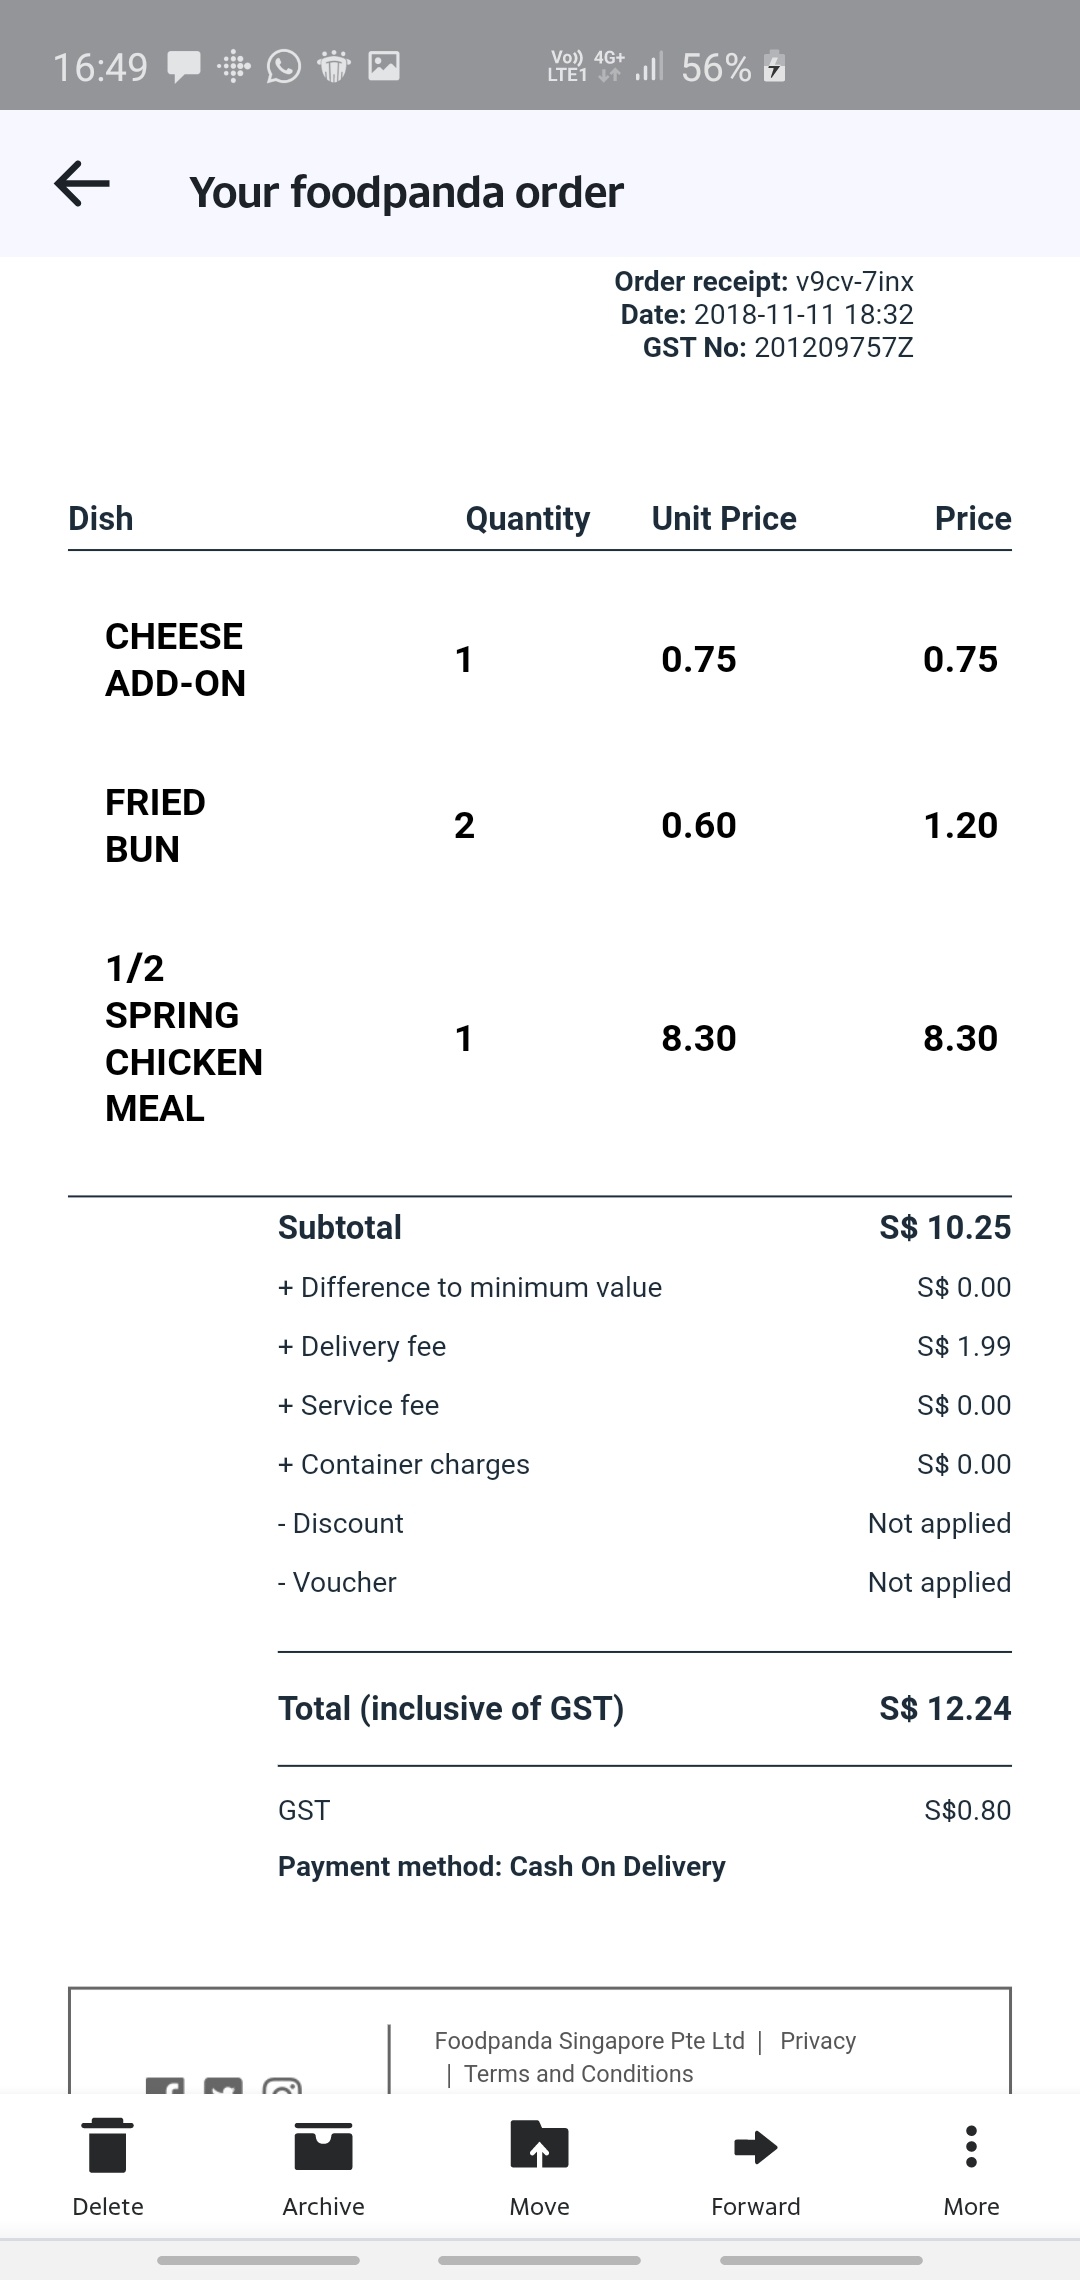 16:49
Vo)) 4G+
LTE1
56%
Your foodpanda order
Order receipt: v9cv-7inx
Date: 2018-11-11 18:32
GST No: 201209757Z
Dish Quantity Unit Price Price
CHEESE
ADD-ON
1 0.75 0.75
FRIED
BUN
2 0.60 1.20
1/2
SPRING
CHICKEN
MEAL
1 8.30 8.30
Subtotal S$ 10.25
+ Difference to minimum value S$ 0.00
+ Delivery fee S$ 1.99
+ Service fee S$ 0.00
+ Container charges S$ 0.00
- Discount Not applied
- Voucher Not applied
Total (inclusive of GST) S$ 12.24
GST S$0.80
Payment method: Cash On Delivery
Foodpanda Singapore Pte Ltd | Privacy
| Terms and Conditions
Delete Archive Move Forward More